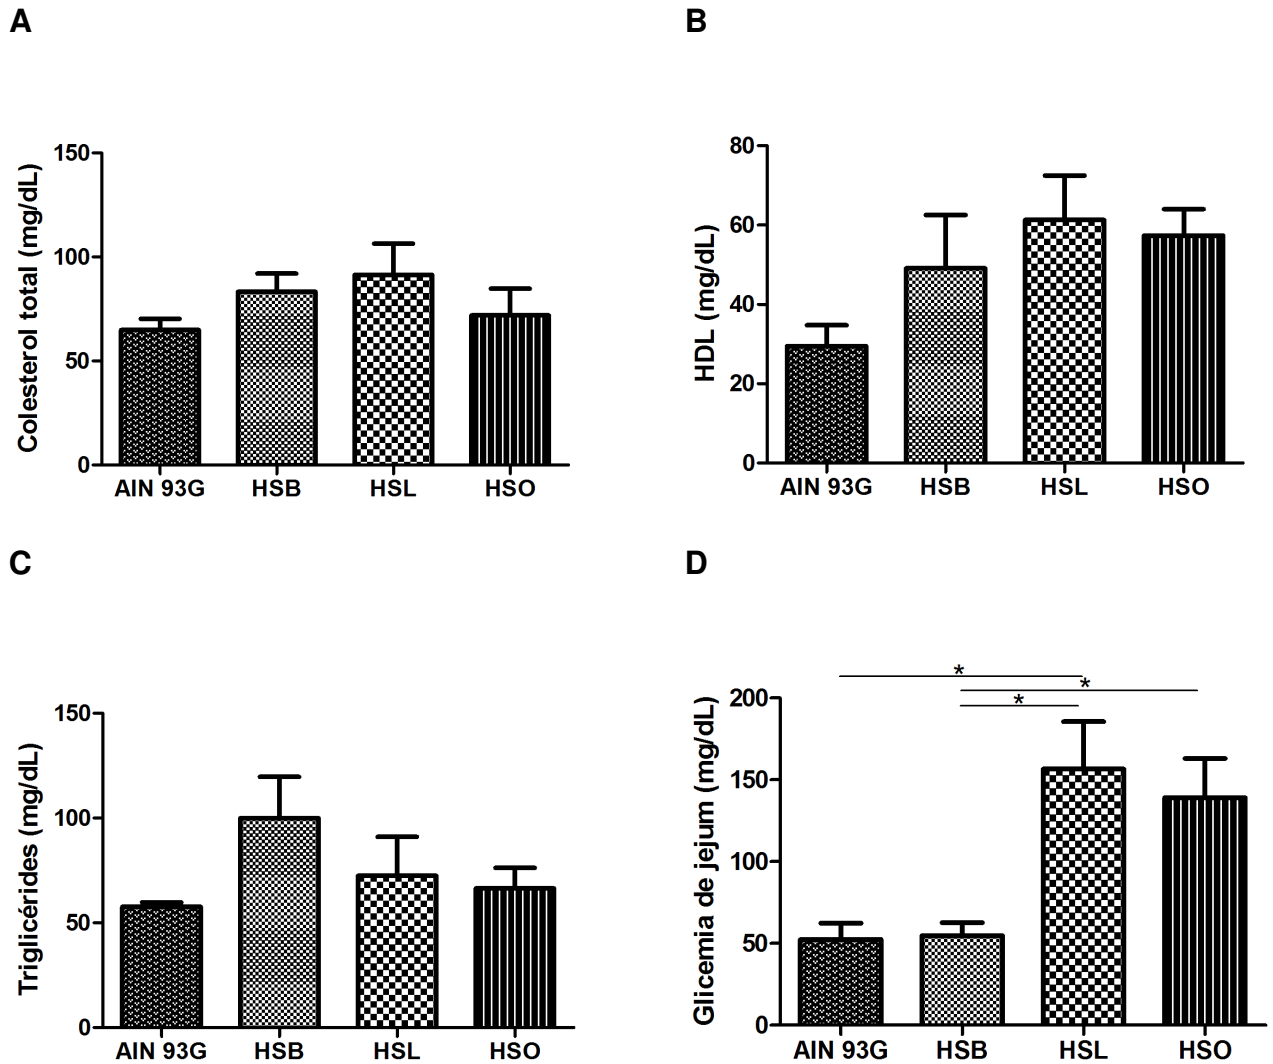 A
Colesterol total (mg/dL)
150
100
50
0
AIN 93G HSB HSL HSO
B
HDL (mg/dL)
80
60
40
20
0
AIN 93G HSB HSL HSO
C
Triglicérides (mg/dL)
150
100
50
0
AIN 93G HSB HSL HSO
D
Glicemia de jejum (mg/dL)
*
*
*
200
150
100
50
0
AIN 93G HSB HSL HSO